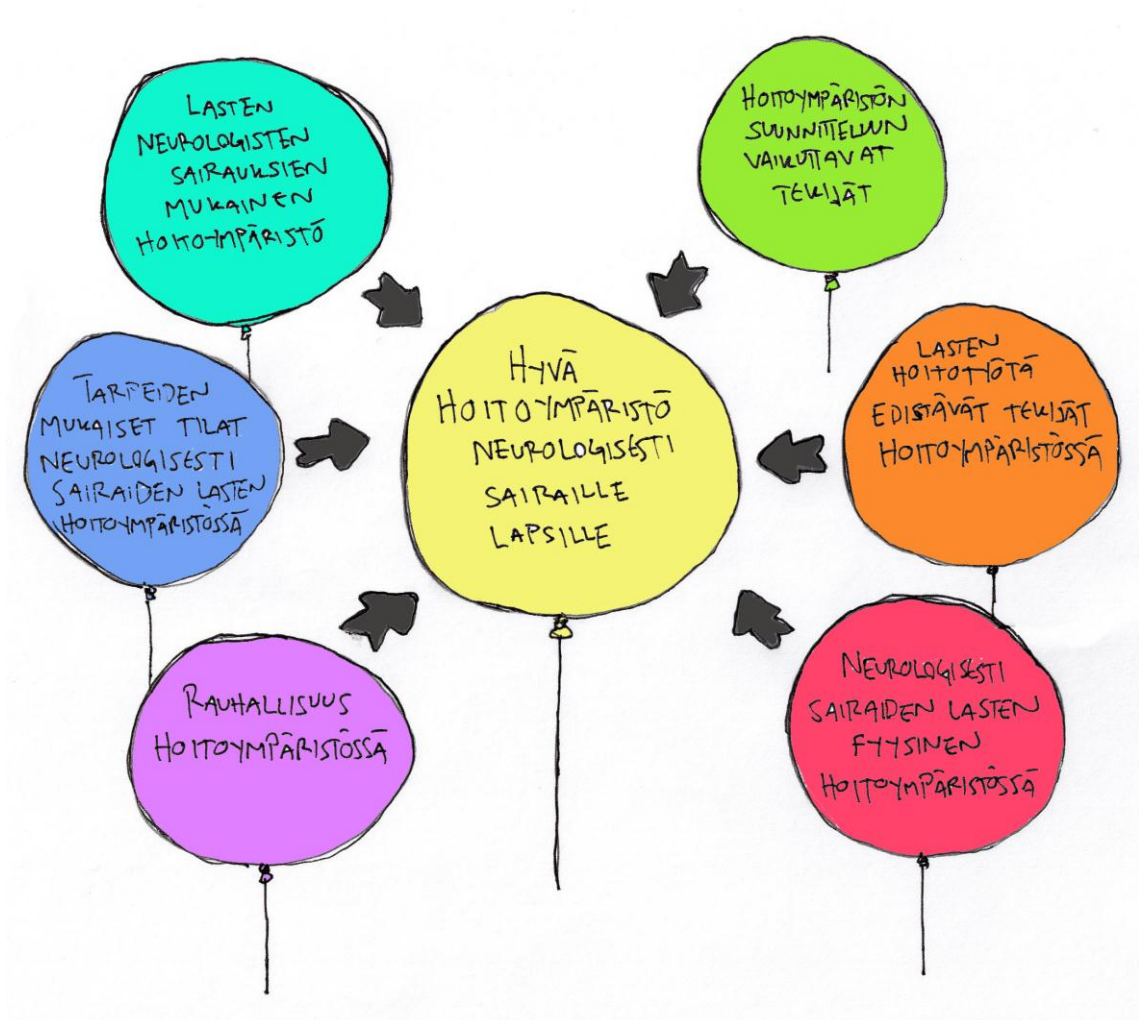 LASTEN
NEUROLOGISTEN
SAIRAUKSIEN
MUKAINEN
HOITOYMPÄRISTÖ
HOITOYMPÄRISTÖN
SUUNNITTELUUN
VAIKUTTAVAT
TEKIJÄT
TARPEIDEN
MUKAISET TILAT
NEUROLOGISESTI
SAIRAIDEN LASTEN
HOITOYMPÄRISTÖSSÄ
HYVÄ
HOITOYMPÄRISTÖ
NEUROLOGISESTI
SAIRAILLE
LAPSILLE
LASTEN
HOITOTYÖTÄ
EDISTÄVÄT TEKIJÄT
HOITOYMPÄRISTÖSSÄ
RAUHALLISUUS
HOITOYMPÄRISTÖSSÄ
NEUROLOGISESTI
SAIRAIDEN LASTEN
FYYSINEN
HOITOYMPÄRISTÖSSÄ